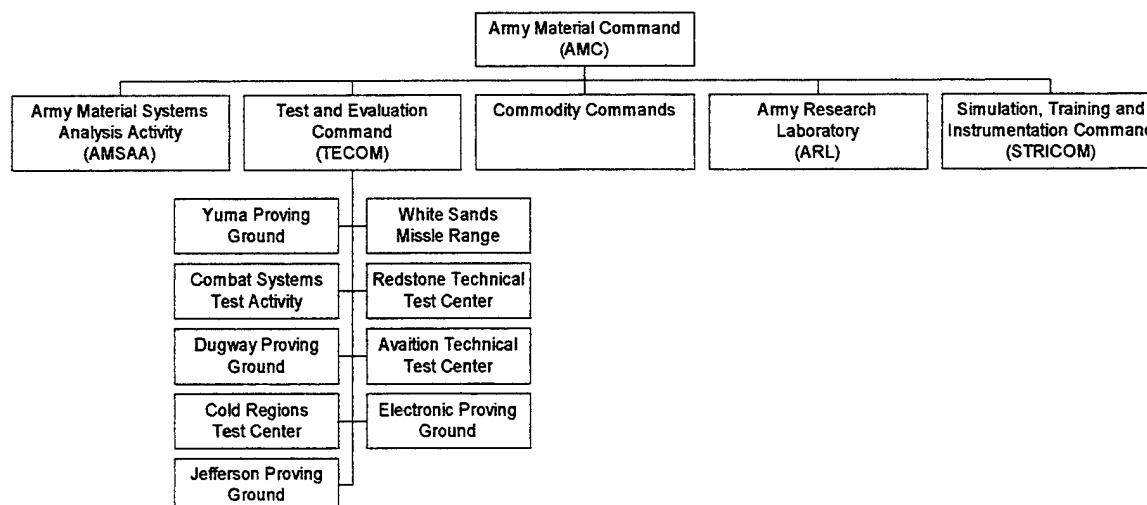 Army Material Command
(AMC)
Army Material Systems
Analysis Activity
(AMSAA)
Test and Evaluation
Command
(TECOM)
Commodity Commands
Army Research
Laboratory
(ARL)
Simulation, Training and
Instrumentation Command
(STRICOM)
Yuma Proving
Ground
White Sands
Missle Range
Combat Systems
Test Activity
Redstone Technical
Test Center
Dugway Proving
Ground
Avaition Technical
Test Center
Cold Regions
Test Center
Electronic Proving
Ground
Jefferson Proving
Ground